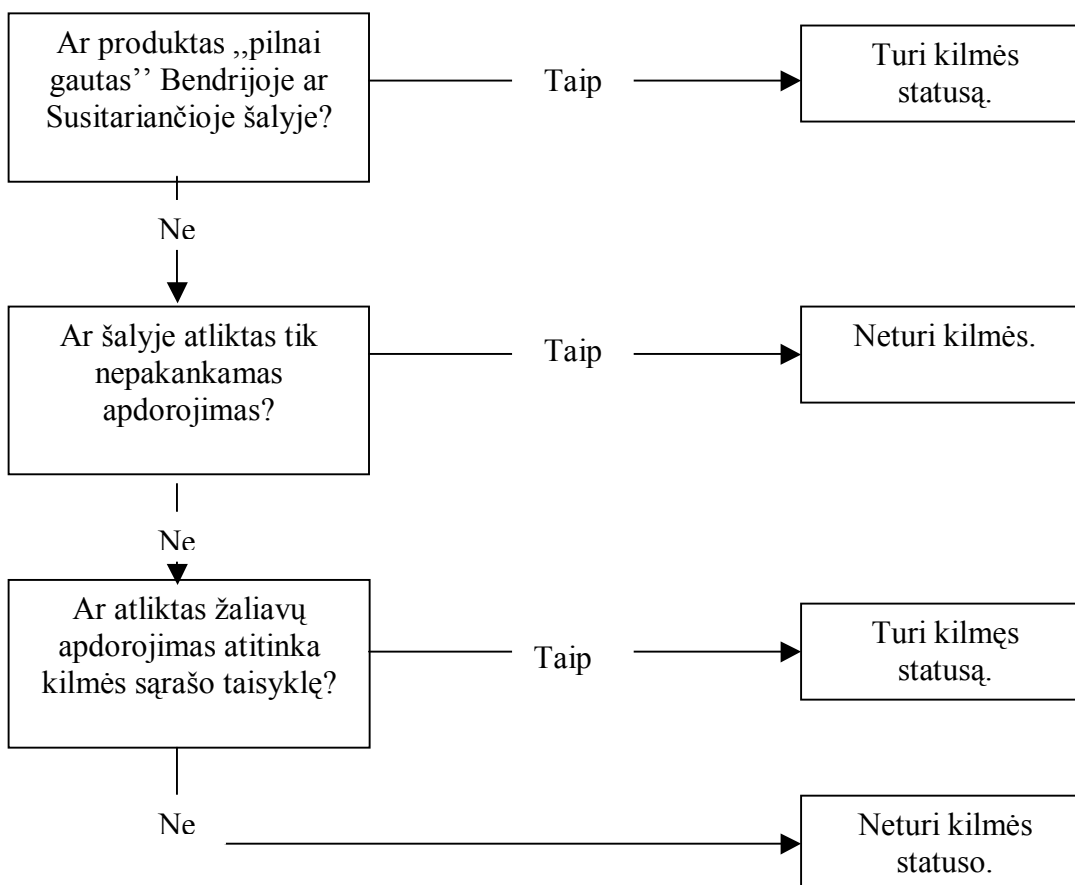 Ar produktas ,,pilnai
gautas’’ Bendrijoje ar
Susitariančioje šalyje?
Taip
Turi kilmės
statusą.
Ne
Ar šalyje atliktas tik
nepakankamas
apdorojimas?
Taip
Neturi kilmės.
Ne
Ar atliktas žaliavų
apdorojimas atitinka
kilmės sąrašo taisyklę?
Taip
Turi kilmęs
statusą.
Ne
Neturi kilmės
statuso.